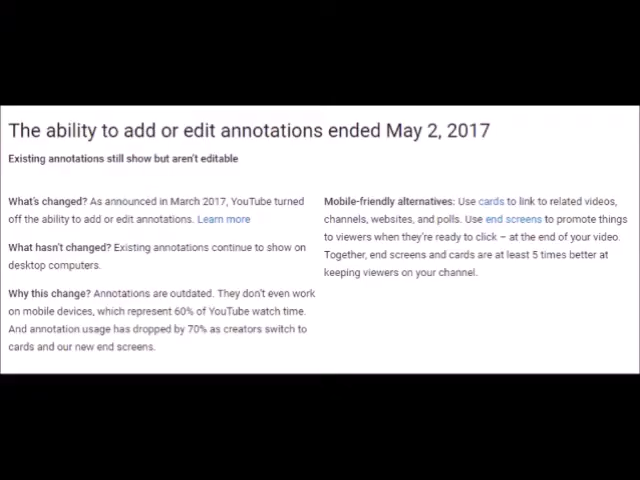 The ability to add or edit annotations ended May 2, 2017
Existing annotations still show but aren't editable
What's changed? As announced in March 2017, YouTube turned
off the ability to add or edit annotations. Learn more
What hasn't changed? Existing annotations continue to show on
desktop computers.
Why this change? Annotations are outdated. They don't even work
on mobile devices, which represent 60% of YouTube watch time.
And annotation usage has dropped by 70% as creators switch to
cards and our new end screens.
Mobile-friendly alternatives: Use cards to link to related videos,
channels, websites, and polls. Use end screens to promote things
to viewers when they're ready to click – at the end of your video.
Together, end screens and cards are at least 5 times better at
keeping viewers on your channel.